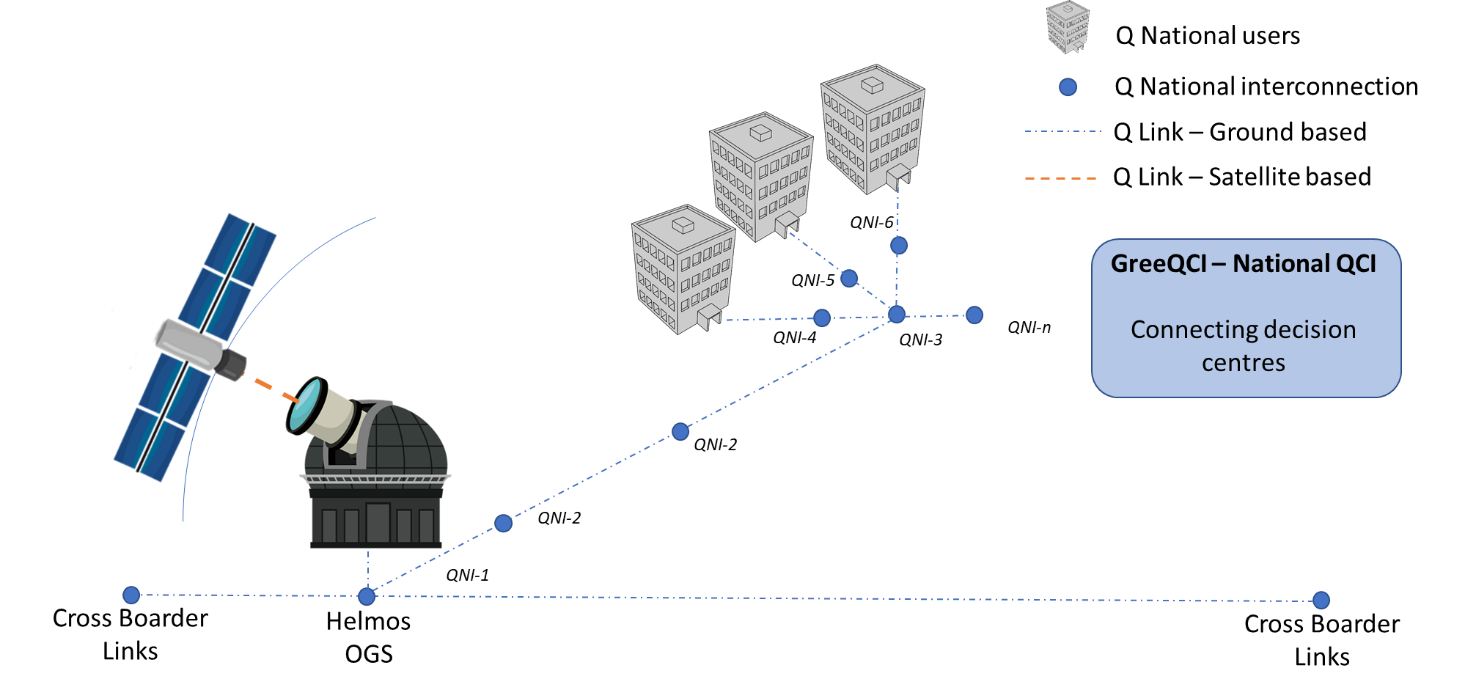 Q National users
Q National interconnection
Q Link – Ground based
Q Link – Satellite based
GreeQCI – National QCI
Connecting decision
centres
QNI-6
QNI-5
QNI-4
QNI-3
QNI-n
QNI-2
QNI-2
QNI-1
Cross Boarder
Links
Helmos
OGS
Cross Boarder
Links